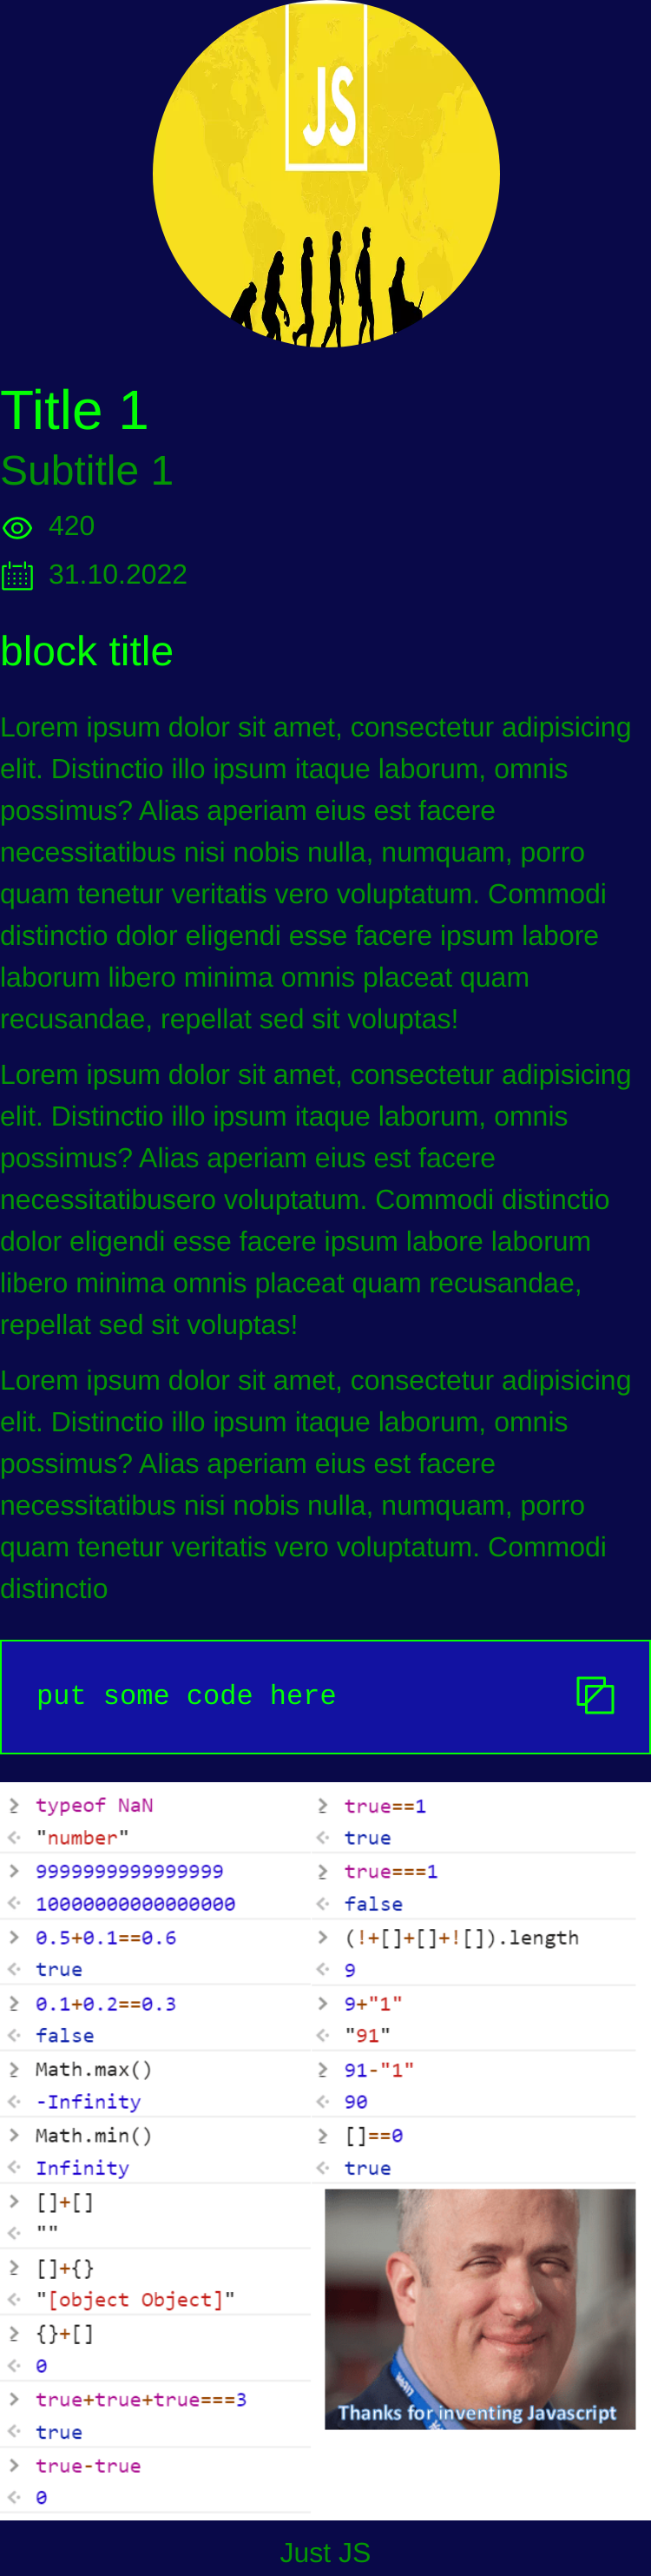 JS
Title 1
Subtitle 1
420
31.10.2022
block title
Lorem ipsum dolor sit amet, consectetur adipisicing
elit. Distinctio illo ipsum itaque laborum, omnis
possimus? Alias aperiam eius est facere
necessitatibus nisi nobis nulla, numquam, porro
quam tenetur veritatis vero voluptatum. Commodi
distinctio dolor eligendi esse facere ipsum labore
laborum libero minima omnis placeat quam
recusandae, repellat sed sit voluptas!
Lorem ipsum dolor sit amet, consectetur adipisicing
elit. Distinctio illo ipsum itaque laborum, omnis
possimus? Alias aperiam eius est facere
necessitatibusero voluptatum. Commodi distinctio
dolor eligendi esse facere ipsum labore laborum
libero minima omnis placeat quam recusandae,
repellat sed sit voluptas!
Lorem ipsum dolor sit amet, consectetur adipisicing
elit. Distinctio illo ipsum itaque laborum, omnis
possimus? Alias aperiam eius est facere
necessitatibus nisi nobis nulla, numquam, porro
quam tenetur veritatis vero voluptatum. Commodi
distinctio
put some code here
typeof NaN
"number"
9999999999999999
10000000000000000
0.5+0.1==0.6
true
0.1+0.2==0.3
false
Math.max()
-Infinity
Math.min()
Infinity
[]+[]
""
[]+{}
"[object Object]"
{}+[]
0
true+true+true===3
true
true-true
0
true==1
true
true===1
false
(!+[]+[]+![]).length
9
9+"1"
"91"
91-"1"
90
[]==0
true
Thanks for inventing Javascript
Just JS